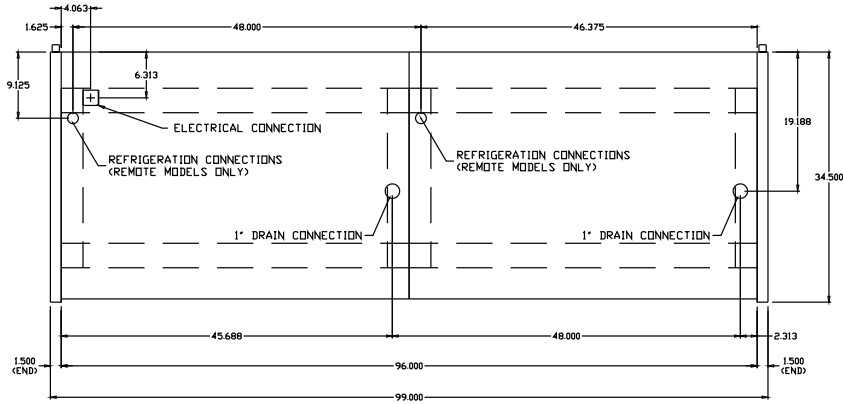 4.063
1.625
48.000
46.375
9.125
6.313
ELECTRICAL CONNECTION
19.188
REFRIGERATION CONNECTIONS
(REMOTE MODELS ONLY)
REFRIGERATION CONNECTIONS
(REMOTE MODELS ONLY)
34.500
1" DRAIN CONNECTION
1" DRAIN CONNECTION
45.688
48.000
2.313
1.500
(END)
96.000
1.500
(END)
99.000